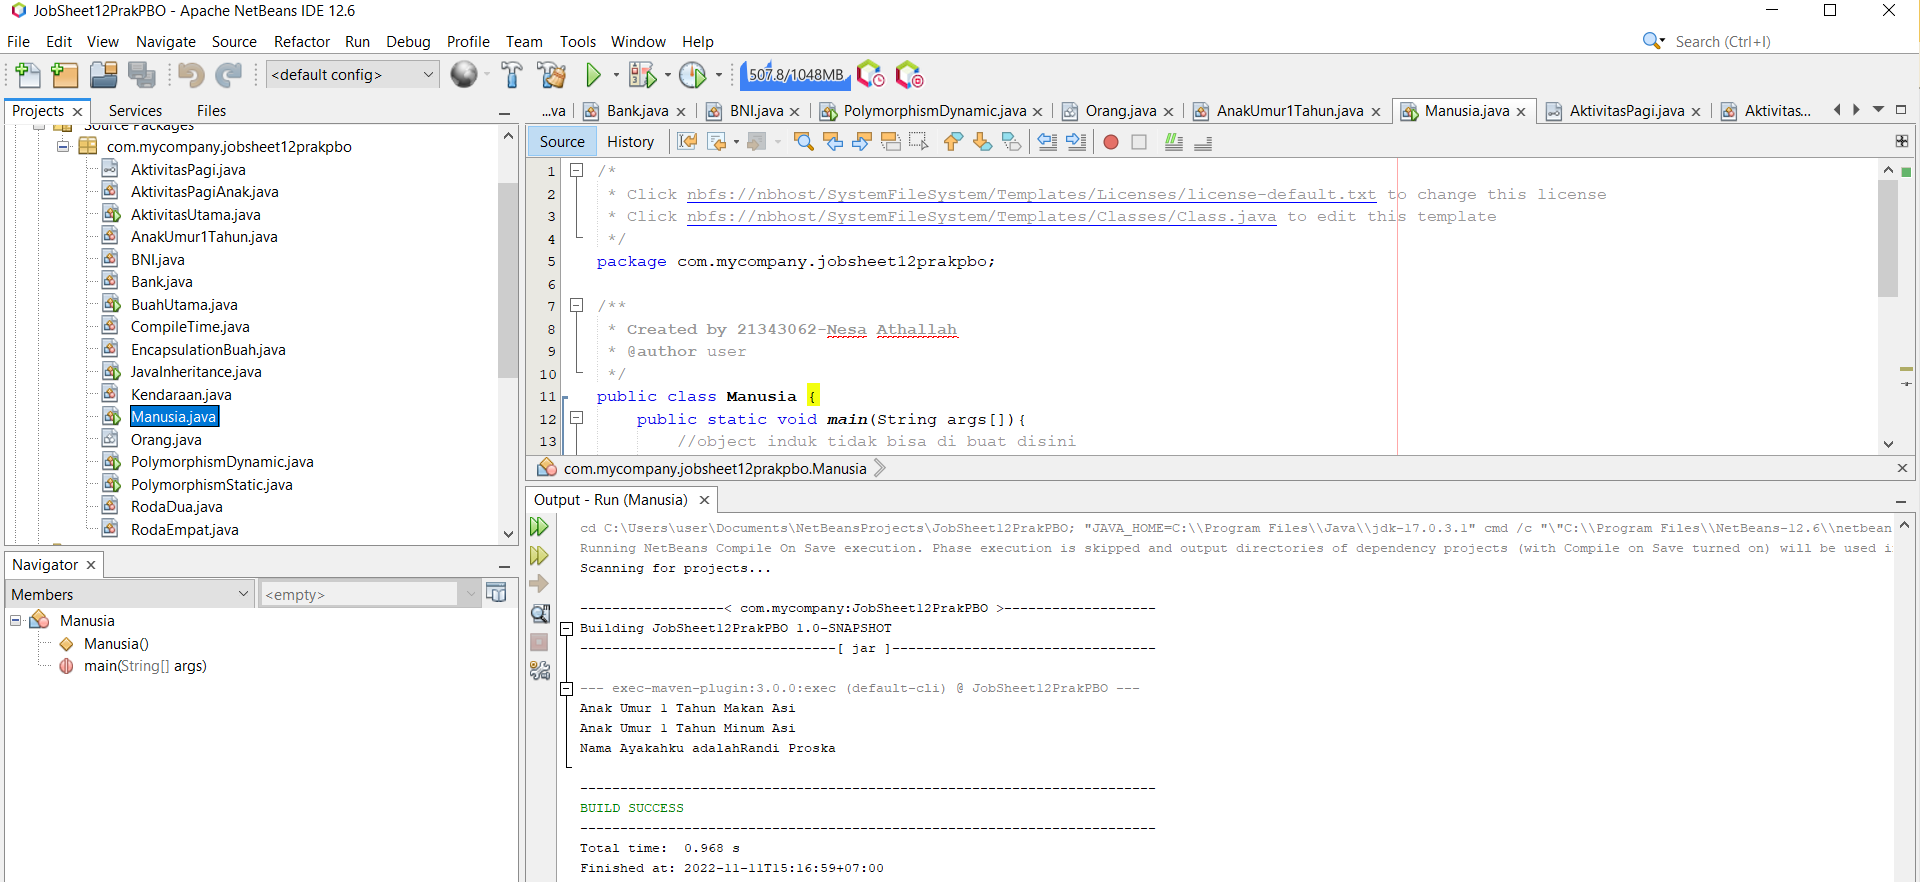 JobSheet12PrakPBO - Apache NetBeans IDE 12.6
File Edit View Navigate Source Refactor Run Debug Profile Team Tools Window Help
Search (Ctrl+I)
<default config>
507.8/1048MB
Projects Services Files
Source Packages
com.mycompany.jobsheet12prakpbo
AktivitasPagi.java
AktivitasPagiAnak.java
AktivitasUtama.java
AnakUmur1Tahun.java
BNI.java
Bank.java
BuahUtama.java
CompileTime.java
EncapsulationBuah.java
JavaInheritance.java
Kendaraan.java
Manusia.java
Orang.java
PolymorphismDynamic.java
PolymorphismStatic.java
RodaDua.java
RodaEmpat.java
Navigator
Members <empty>
Manusia
Manusia()
main(String[] args)
...va Bank.java BNI.java PolymorphismDynamic.java Orang.java AnakUmur1Tahun.java Manusia.java AktivitasPagi.java Aktivitas...
Source History
1 /*
2 * Click nbfs://nbhost/SystemFileSystem/Templates/Licenses/license-default.txt to change this license
3 * Click nbfs://nbhost/SystemFileSystem/Templates/Classes/Class.java to edit this template
4 */
5 package com.mycompany.jobsheet12prakpbo;
6
7 /**
8 * Created by 21343062-Nesa Athallah
9 * @author user
10 */
11 public class Manusia {
12 public static void main(String args[]){
13 //object induk tidak bisa di buat disini
com.mycompany.jobsheet12prakpbo.Manusia
Output - Run (Manusia)
cd C:\Users\user\Documents\NetBeansProjects\JobSheet12PrakPBO; "JAVA_HOME=C:\\Program Files\\Java\\jdk-17.0.3.1" cmd /c "\"C:\\Program Files\\NetBeans-12.6\\netbean
Running NetBeans Compile On Save execution. Phase execution is skipped and output directories of dependency projects (with Compile on Save turned on) will be used i
Scanning for projects...
------------------< com.mycompany:JobSheet12PrakPBO >-------------------
Building JobSheet12PrakPBO 1.0-SNAPSHOT
--------------------------------[ jar ]---------------------------------
--- exec-maven-plugin:3.0.0:exec (default-cli) @ JobSheet12PrakPBO ---
Anak Umur 1 Tahun Makan Asi
Anak Umur 1 Tahun Minum Asi
Nama Ayakahku adalahRandi Proska
------------------------------------------------------------------------
BUILD SUCCESS
------------------------------------------------------------------------
Total time:  0.968 s
Finished at: 2022-11-11T15:16:59+07:00